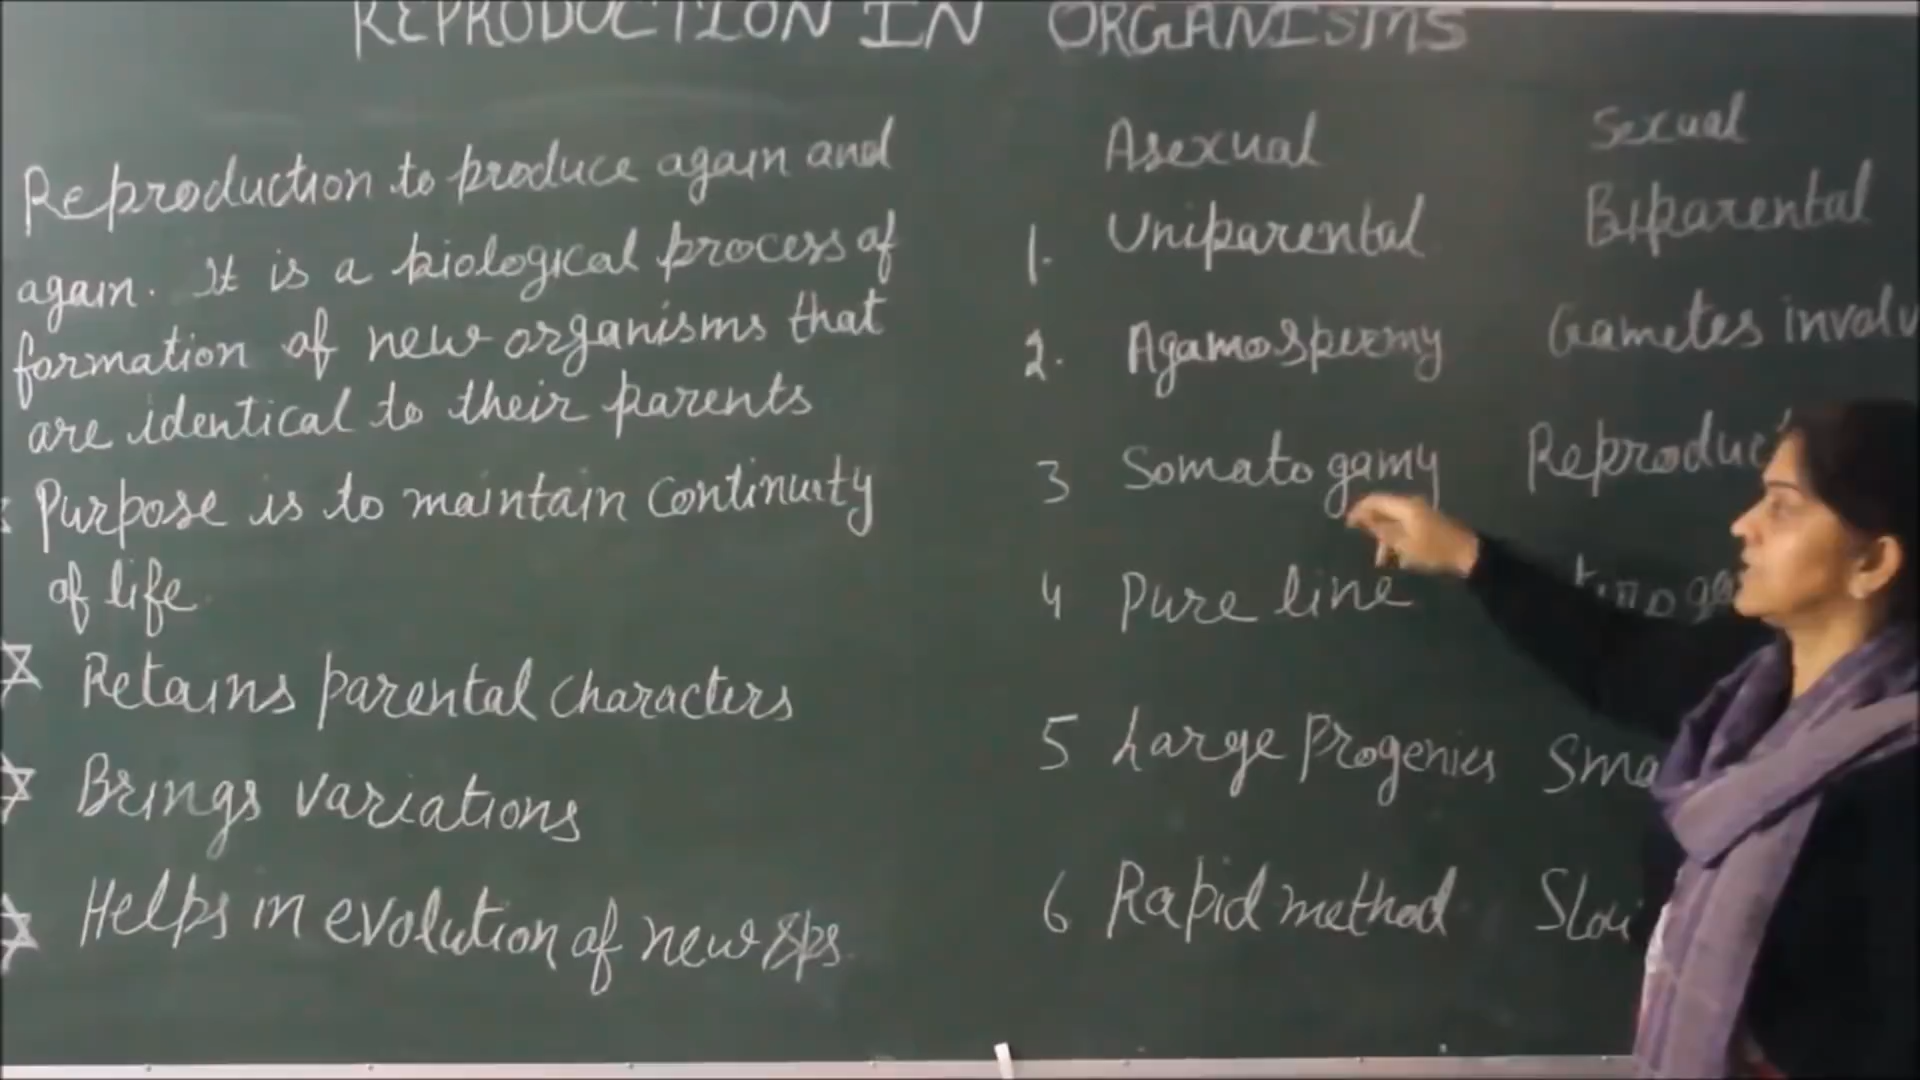 REPRODUCTION IN ORGANISMS
Reproduction to produce again and
again. It is a biological process of
formation of new organisms that
are identical to their parents
Purpose is to maintain continuity
of life
Retains parental characters
Brings variations
Helps in evolution of new sps.
Asexual Sexual
1. Uniparental Biparental
2. Agamospermy Gametes involv
3 Somatogamy Reproduc
4 Pure line
5 Large Progenies Sma
6 Rapid method Slow